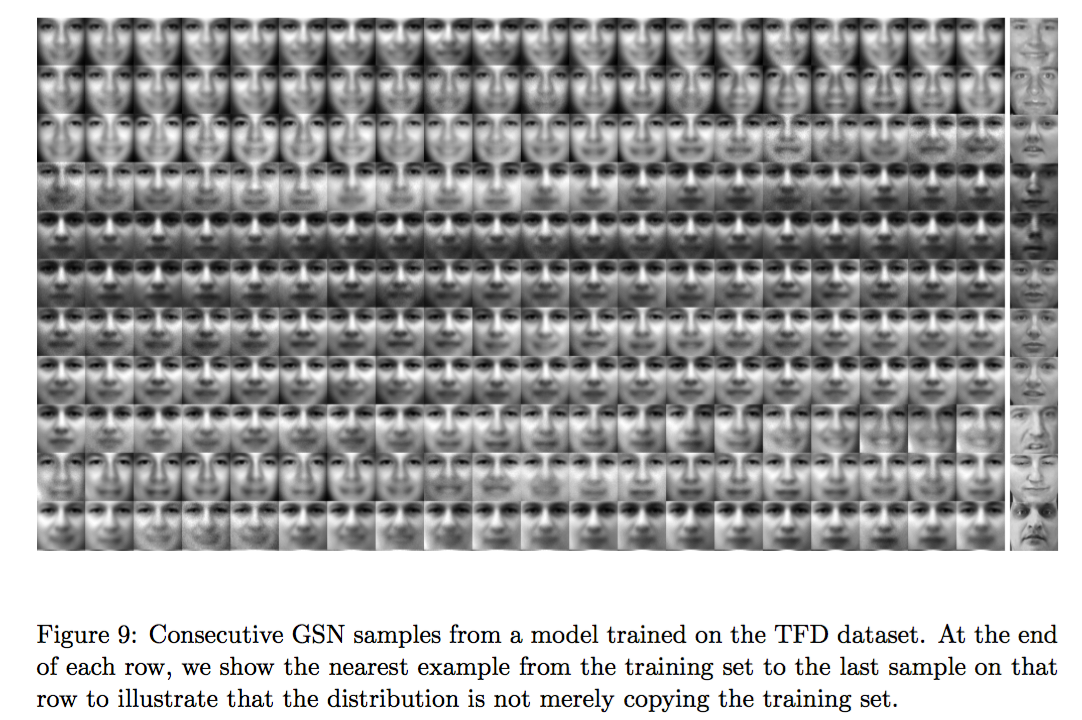 Figure 9: Consecutive GSN samples from a model trained on the TFD dataset. At the end
of each row, we show the nearest example from the training set to the last sample on that
row to illustrate that the distribution is not merely copying the training set.